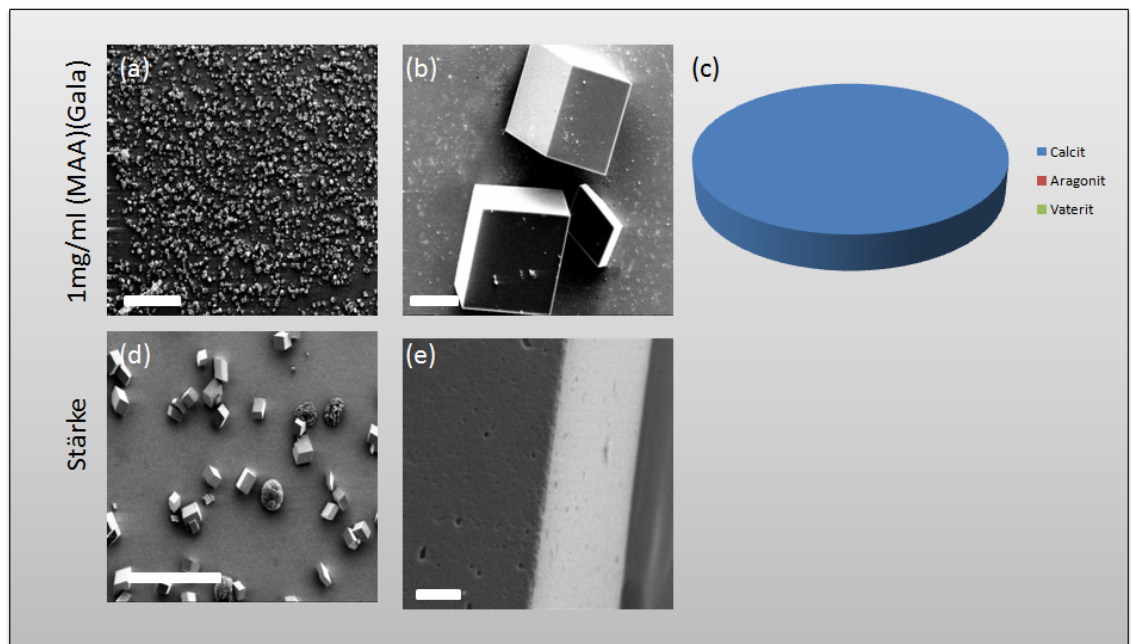 1mg/ml (MAA)(Gala)
(a)
(b)
(c)
Calcit
Aragonit
Vaterit
Stärke
(d)
(e)